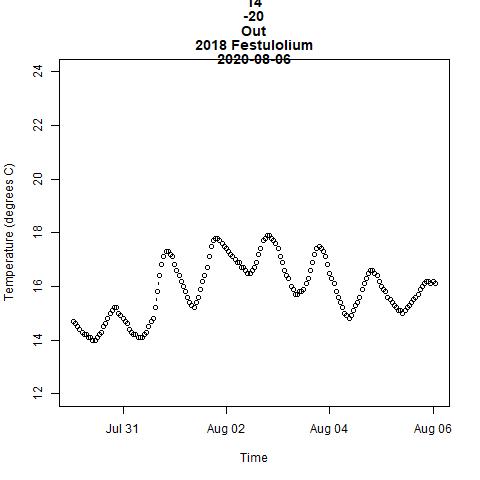 14
-20
Out
2018 Festulolium
2020-08-06
Temperature (degrees C)
24
22
20
18
16
14
12
Jul 31
Aug 02
Aug 04
Aug 06
Time